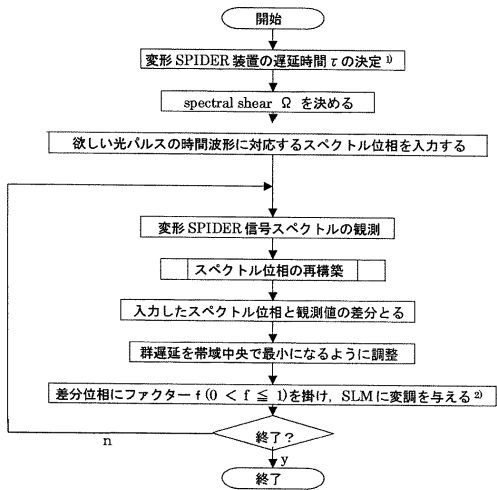 開始
変形 SPIDER 装置の遅延時間 τ の決定 1)
spectral shear Ω を決める
欲しい光パルスの時間波形に対応するスペクトル位相を入力する
変形 SPIDER 信号スペクトルの観測
スペクトル位相の再構築
入力したスペクトル位相と観測値の差分とる
群遅延を帯域中央で最小になるように調整
差分位相にファクター f (0 < f ≦ 1)を掛け，SLM に変調を与える 2)
終了？
n
y
終了